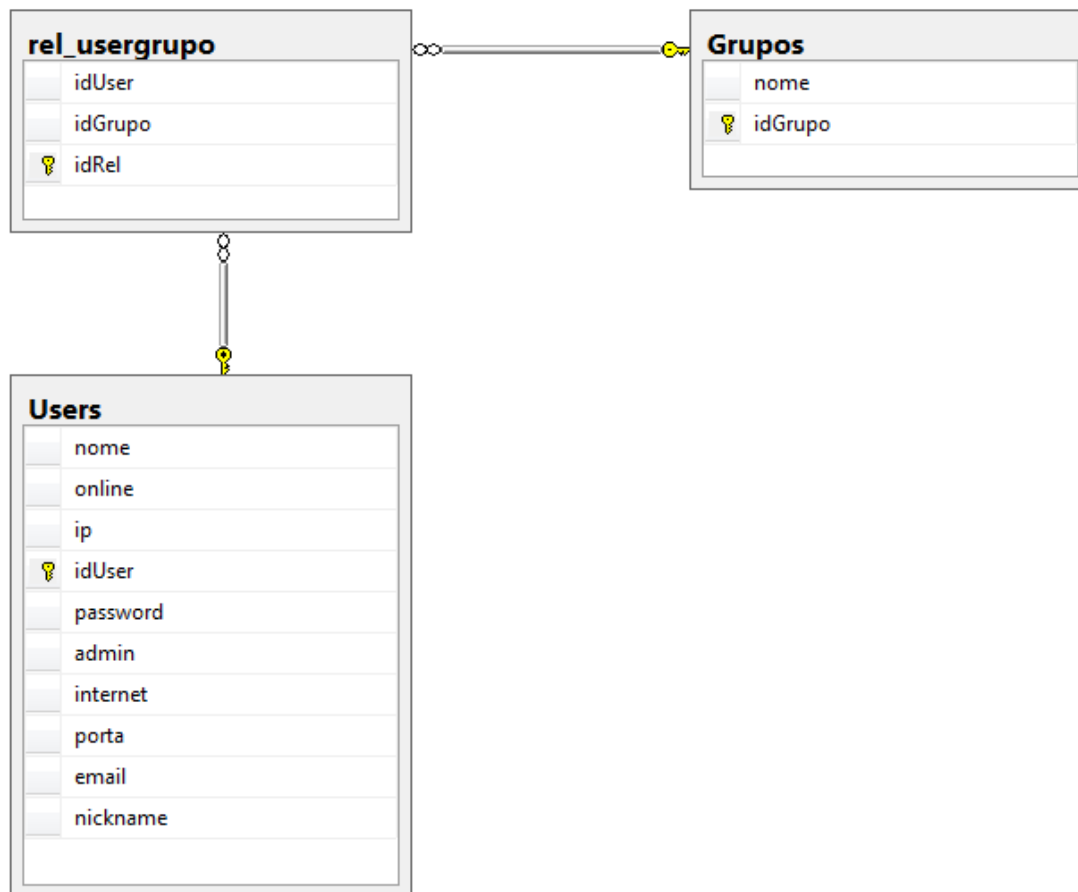 rel_usergrupo
idUser
idGrupo
idRel
Grupos
nome
idGrupo
Users
nome
online
ip
idUser
password
admin
internet
porta
email
nickname